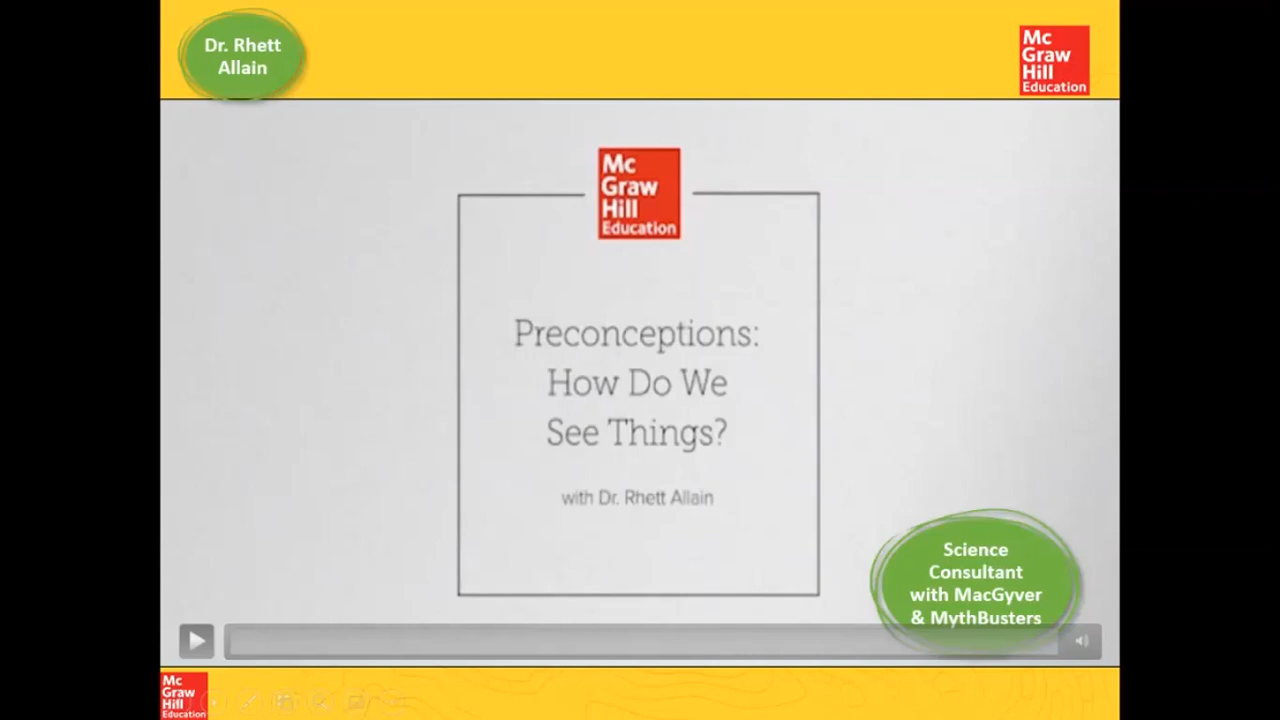 Dr. Rhett
Allain
Mc
Graw
Hill
Education
Mc
Graw
Hill
Education
Preconceptions:
How Do We
See Things?
with Dr. Rhett Allain
Science
Consultant
with MacGyver
& MythBusters
Mc
Graw
Hill
Education